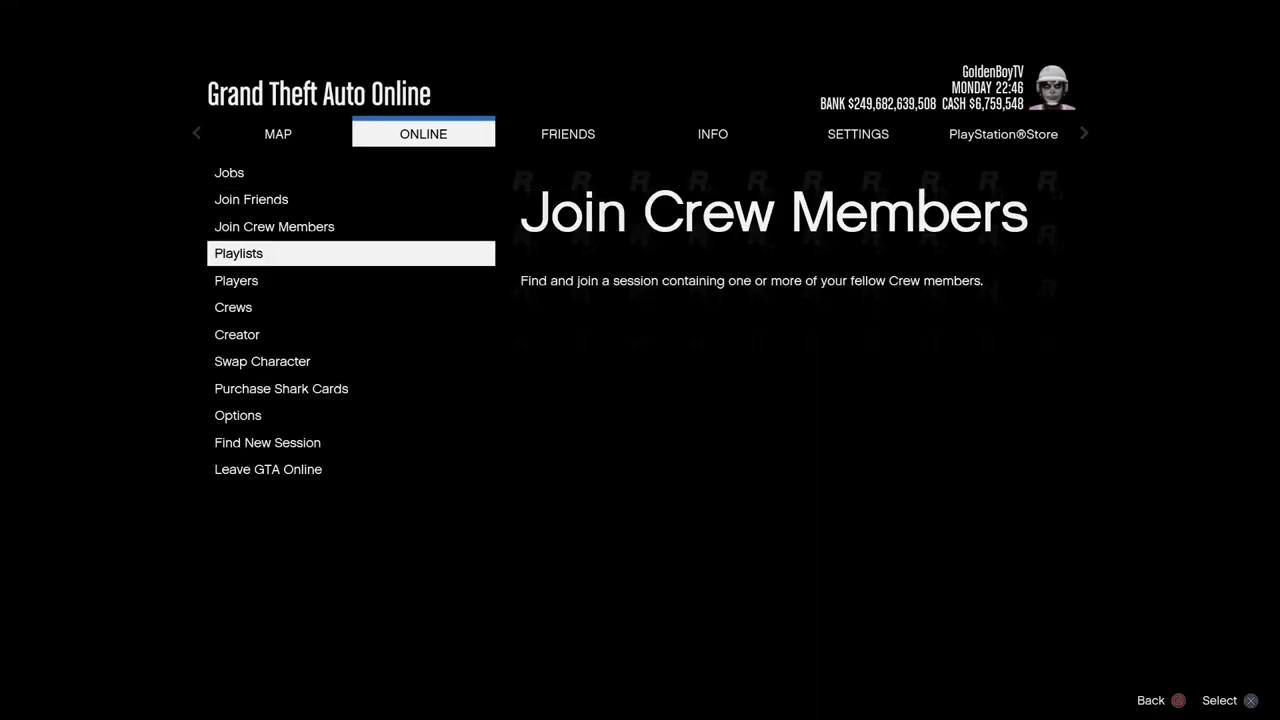 Grand Theft Auto Online
GoldenBoyTV
MONDAY 22:46
BANK $249,682,639,508 CASH $6,759,548
MAP
ONLINE
FRIENDS
INFO
SETTINGS
PlayStation®Store
Jobs
Join Friends
Join Crew Members
Playlists
Players
Crews
Creator
Swap Character
Purchase Shark Cards
Options
Find New Session
Leave GTA Online
Join Crew Members
Find and join a session containing one or more of your fellow Crew members.
Back
Select